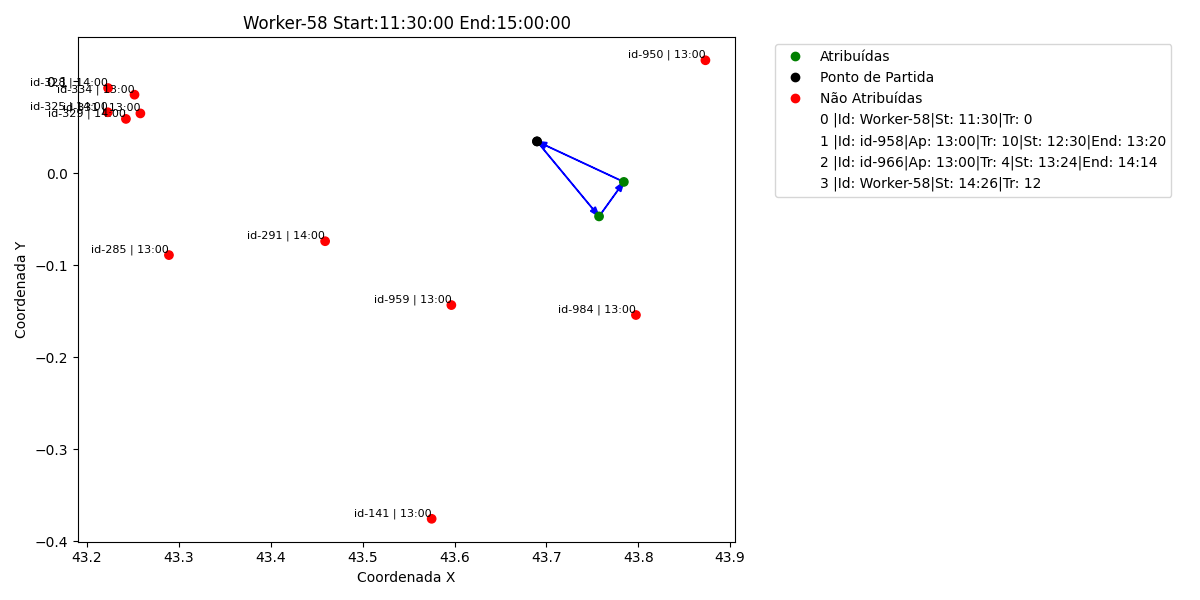 Worker-58 Start:11:30:00 End:15:00:00
id-950 | 13:00
id-334 | 13:00
id-329 | 14:00
id-285 | 13:00
id-291 | 14:00
id-959 | 13:00
id-984 | 13:00
id-141 | 13:00
0.1
0.0
−0.1
−0.2
−0.3
−0.4
43.2 43.3 43.4 43.5 43.6 43.7 43.8 43.9
Coordenada X
Coordenada Y
Atribuídas
Ponto de Partida
Não Atribuídas
0 |Id: Worker-58|St: 11:30|Tr: 0
1 |Id: id-958|Ap: 13:00|Tr: 10|St: 12:30|End: 13:20
2 |Id: id-966|Ap: 13:00|Tr: 4|St: 13:24|End: 14:14
3 |Id: Worker-58|St: 14:26|Tr: 12